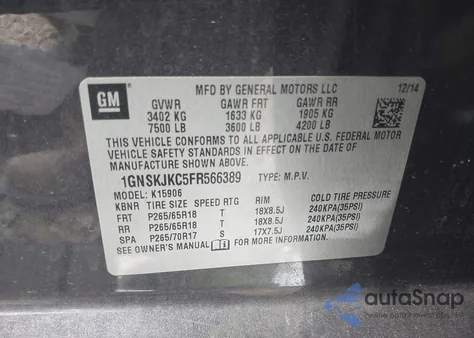 GM
MFD BY GENERAL MOTORS LLC 12/14
GVWR GAWR FRT GAWR RR
3402 KG 1633 KG 1905 KG
7500 LB 3600 LB 4200 LB
THIS VEHICLE CONFORMS TO ALL APPLICABLE U.S. FEDERAL MOTOR
VEHICLE SAFETY, BUMPER, AND THEFT PREVENTION STANDARDS IN
EFFECT ON THE DATE OF MANUFACTURE SHOWN ABOVE.
1GNSKJKC5FR566389 TYPE: M.P.V.
MODEL: K15906
KBNR TIRE SIZE SPEED RTG RIM COLD TIRE PRESSURE
FRT P265/65R18 T 18X8.5J 240KPA(35PSI)
RR P265/65R18 T 18X8.5J 240KPA(35PSI)
SPA P265/70R17 S 17X7.5J 240KPA(35PSI)
SEE OWNER'S MANUAL FOR MORE INFORMATION.
autoSnap